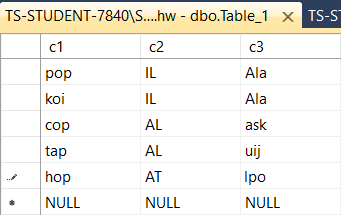 TS-STUDENT-7840\S....hw - dbo.Table_1 TS-ST
c1 c2 c3
pop IL Ala
koi IL Ala
cop AL ask
tap AL uij
hop AT lpo
NULL NULL NULL